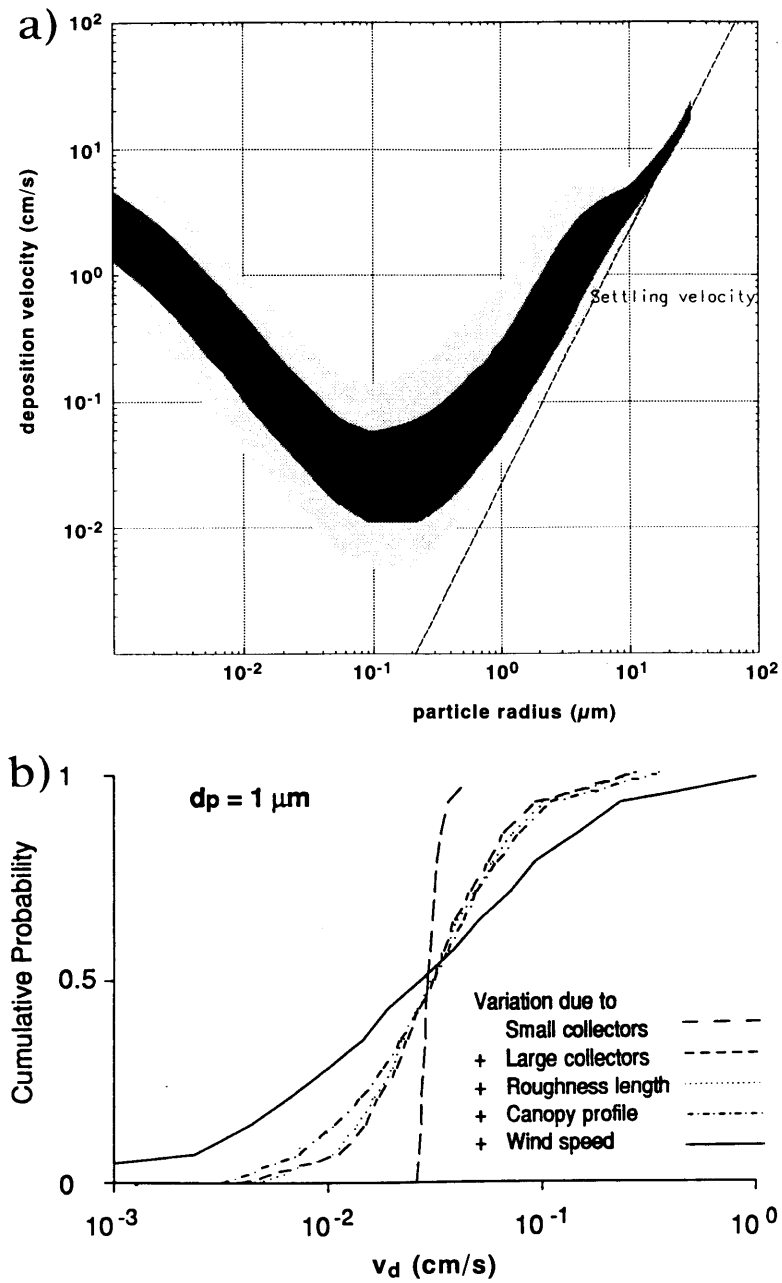 a)
10²
10¹
10⁰
10⁻¹
10⁻²
deposition velocity (cm/s)
Settling velocity
10⁻² 10⁻¹ 10⁰ 10¹ 10²
particle radius (μm)
b)
1
0.5
0
Cumulative Probability
dp = 1 μm
Variation due to
Small collectors
+ Large collectors
+ Roughness length
+ Canopy profile
+ Wind speed
10⁻³ 10⁻² 10⁻¹ 10⁰
v_d (cm/s)